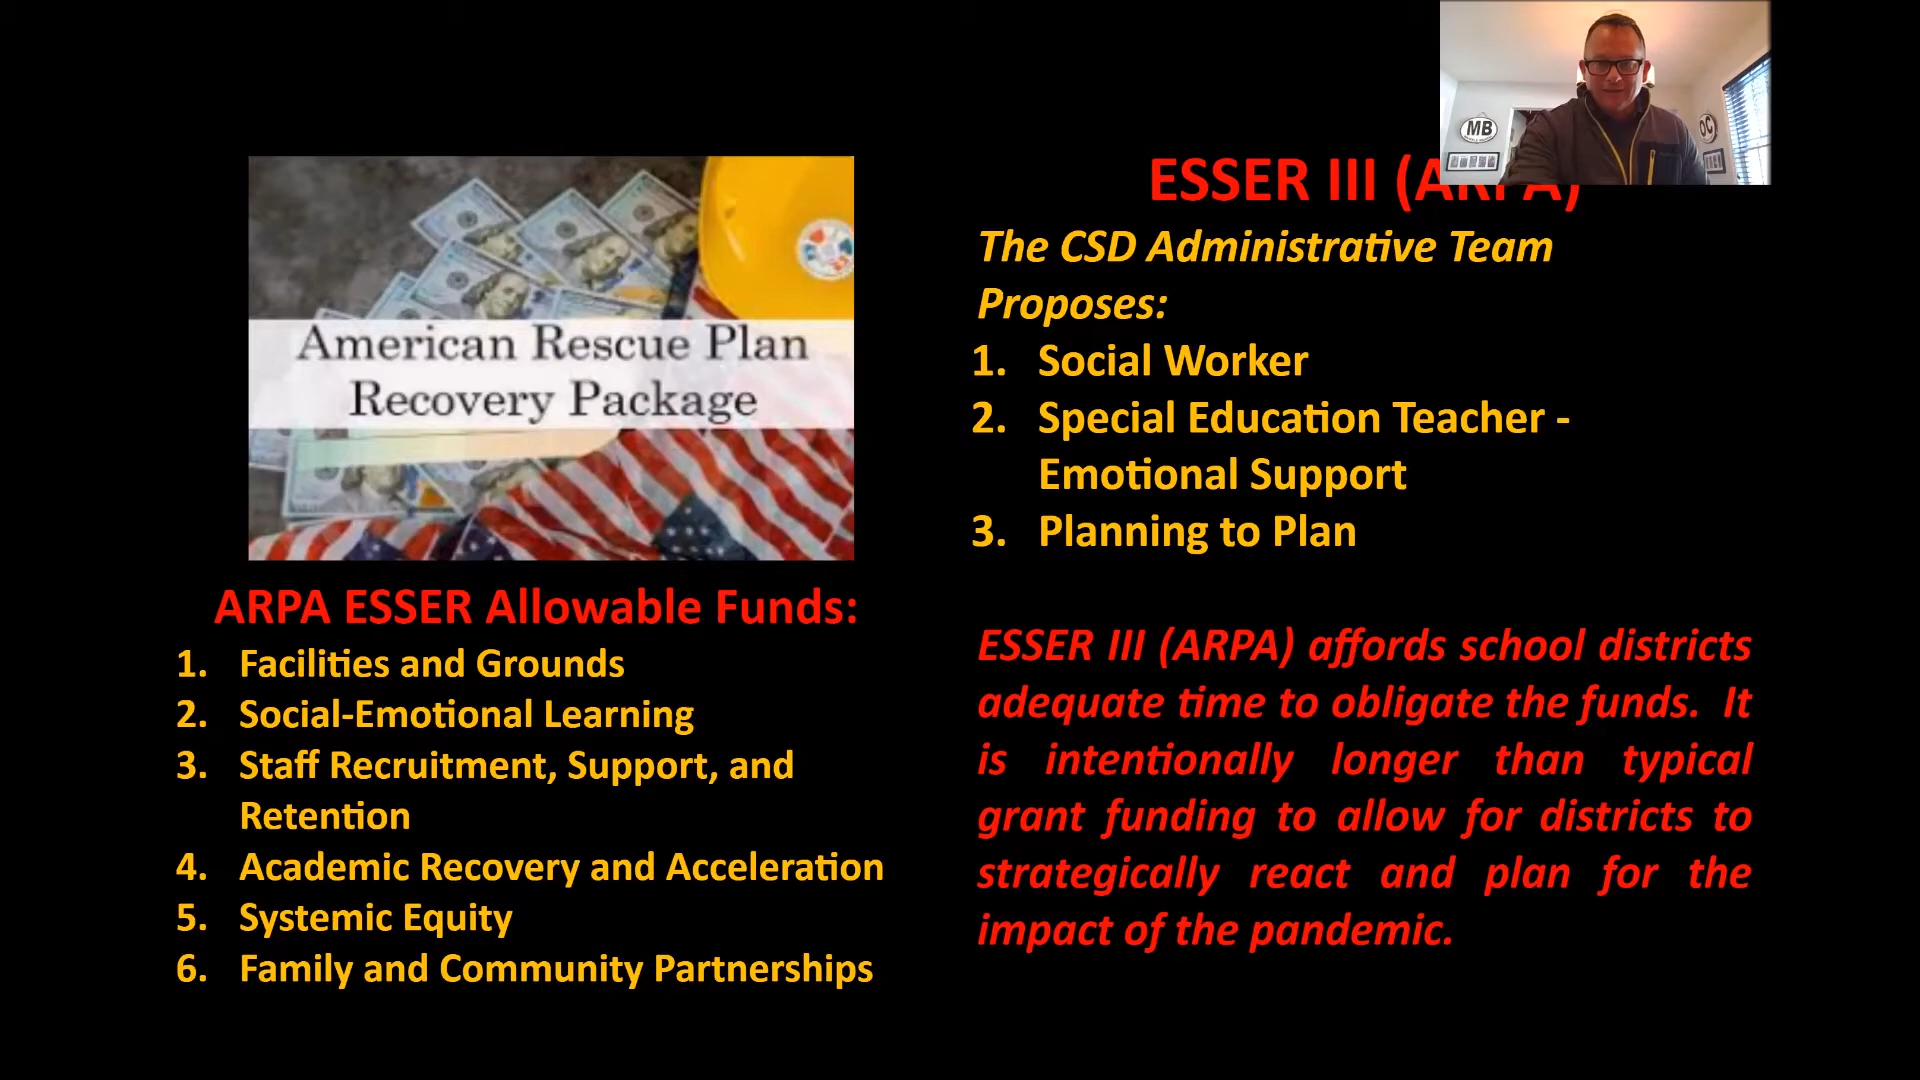 American Rescue Plan
Recovery Package
ARPA ESSER Allowable Funds:
1. Facilities and Grounds
2. Social-Emotional Learning
3. Staff Recruitment, Support, and
Retention
4. Academic Recovery and Acceleration
5. Systemic Equity
6. Family and Community Partnerships
ESSER III (ARPA)
The CSD Administrative Team
Proposes:
1. Social Worker
2. Special Education Teacher -
Emotional Support
3. Planning to Plan
ESSER III (ARPA) affords school districts
adequate time to obligate the funds. It
is intentionally longer than typical
grant funding to allow for districts to
strategically react and plan for the
impact of the pandemic.
MB
OC